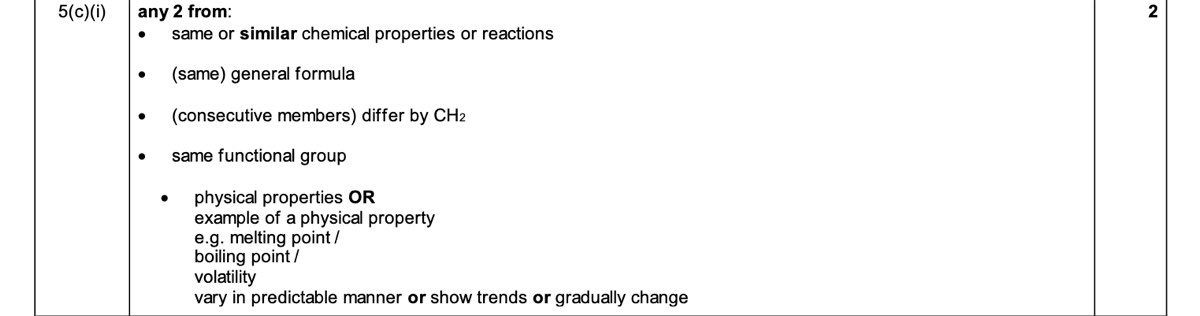 5(c)(i) any 2 from: 2
• same or similar chemical properties or reactions
• (same) general formula
• (consecutive members) differ by CH₂
• same functional group
• physical properties OR
example of a physical property
e.g. melting point /
boiling point /
volatility
vary in predictable manner or show trends or gradually change